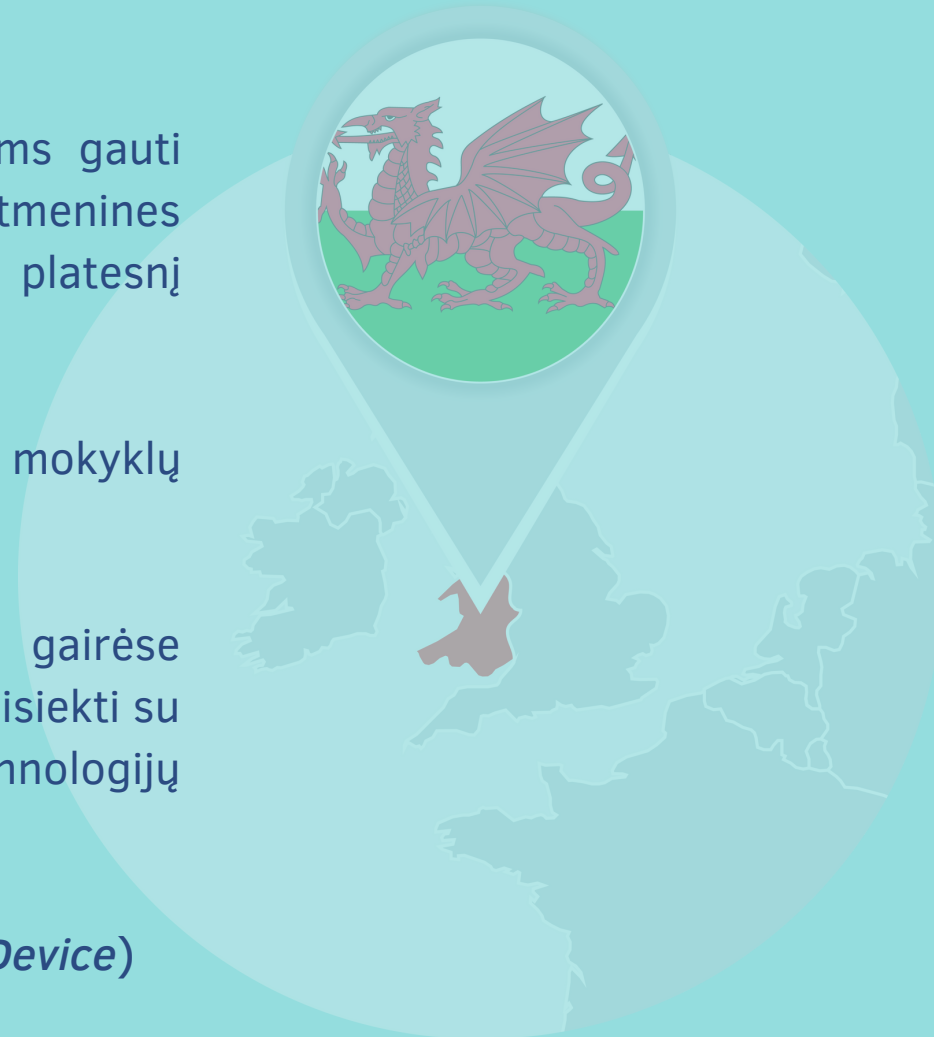 ms gauti
tmenines
platesnį
mokyklų
gairėse
isiekti su
nnologijų
Device)